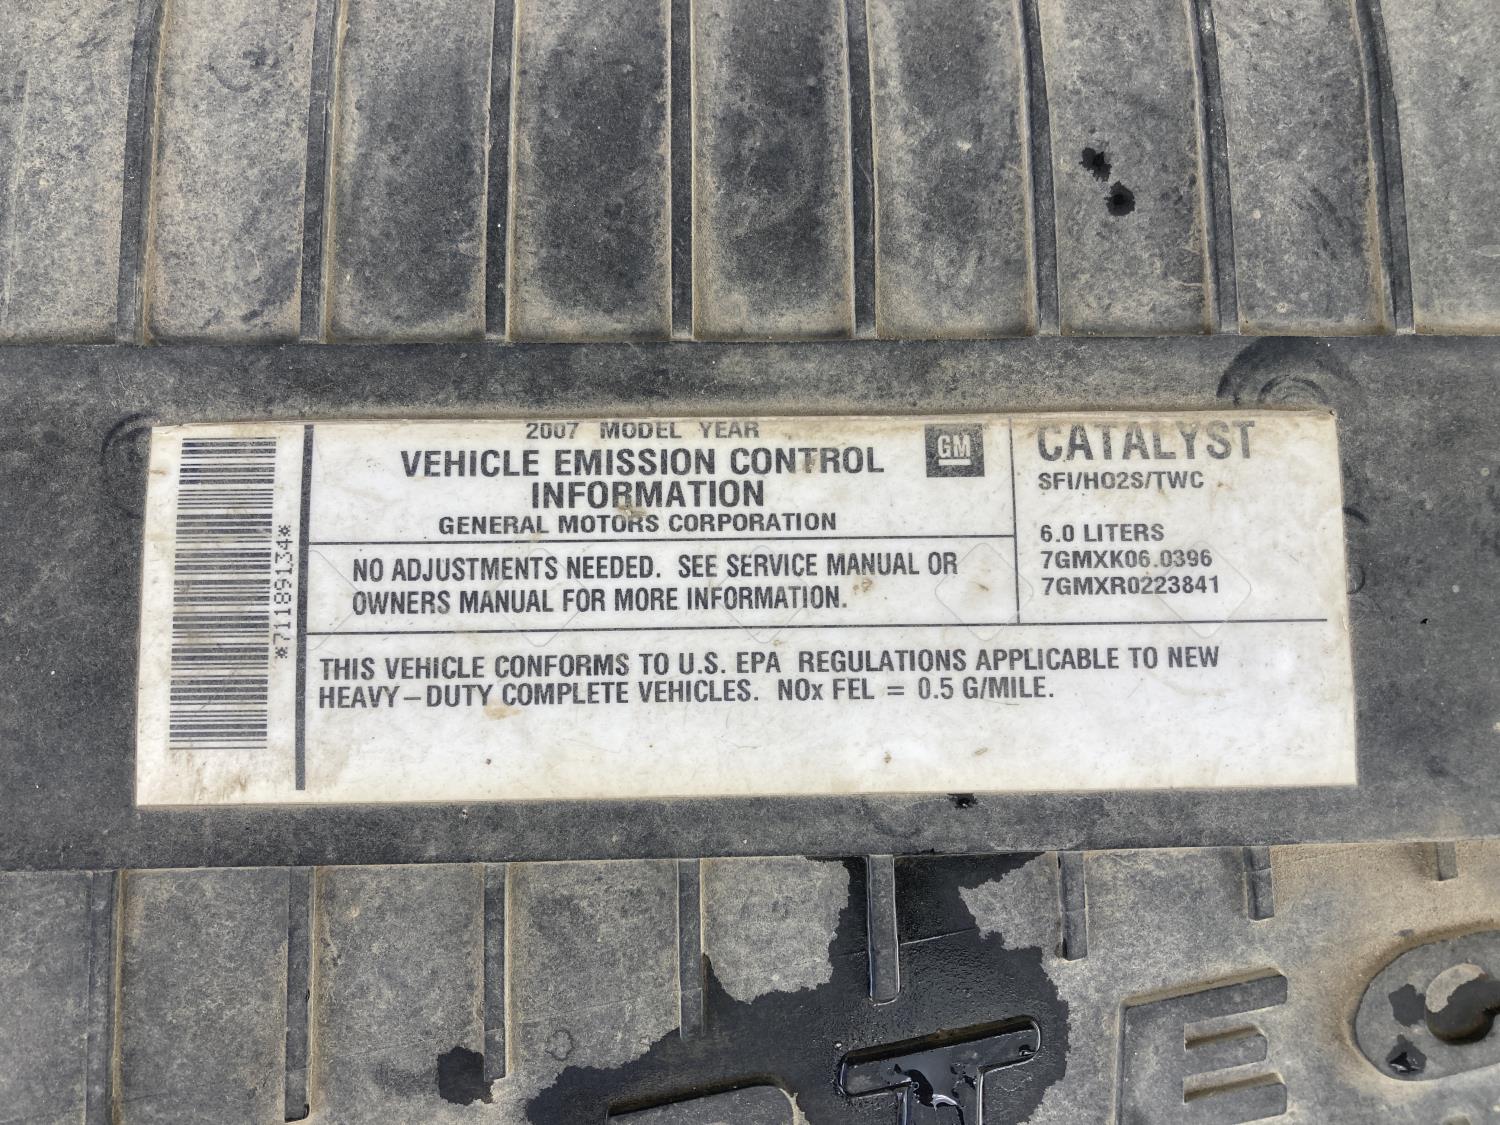 *71189134*
2007 MODEL YEAR
VEHICLE EMISSION CONTROL
INFORMATION
GENERAL MOTORS CORPORATION
GM
NO ADJUSTMENTS NEEDED. SEE SERVICE MANUAL OR
OWNERS MANUAL FOR MORE INFORMATION.
CATALYST
SFI/HO2S/TWC
6.0 LITERS
7GMXK06.0396
7GMXR0223841
THIS VEHICLE CONFORMS TO U.S. EPA REGULATIONS APPLICABLE TO NEW
HEAVY-DUTY COMPLETE VEHICLES. NOx FEL = 0.5 G/MILE.